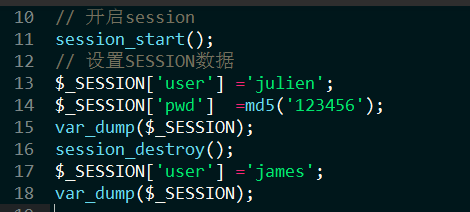 10 // 开启session
11 session_start();
12 // 设置SESSION数据
13 $_SESSION['user'] ='julien';
14 $_SESSION['pwd']  =md5('123456');
15 var_dump($_SESSION);
16 session_destroy();
17 $_SESSION['user'] ='james';
18 var_dump($_SESSION);